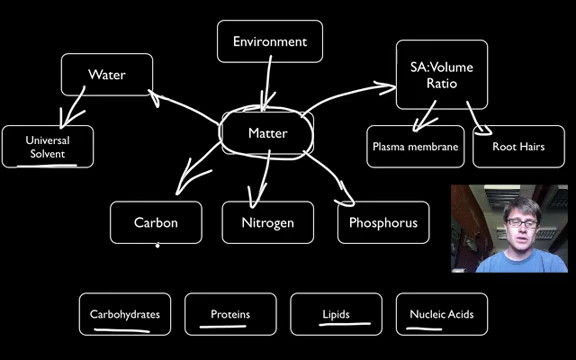 Environment
Water
SA:Volume
Ratio
Universal
Solvent
Matter
Plasma membrane
Root Hairs
Carbon
Nitrogen
Phosphorus
Carbohydrates
Proteins
Lipids
Nucleic Acids